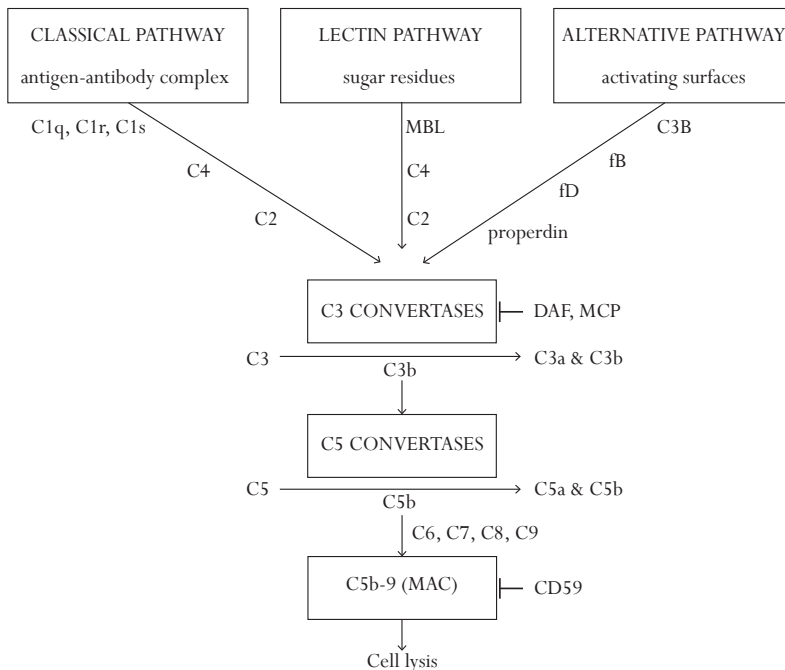 CLASSICAL PATHWAY
antigen-antibody complex
LECTIN PATHWAY
sugar residues
ALTERNATIVE PATHWAY
activating surfaces
C1q, C1r, C1s
MBL
C3B
C4
C4
fB
fD
C2
C2
properdin
C3 CONVERTASES
DAF, MCP
C3
C3b
C3a & C3b
C5 CONVERTASES
C5
C5b
C5a & C5b
C6, C7, C8, C9
C5b-9 (MAC)
CD59
Cell lysis